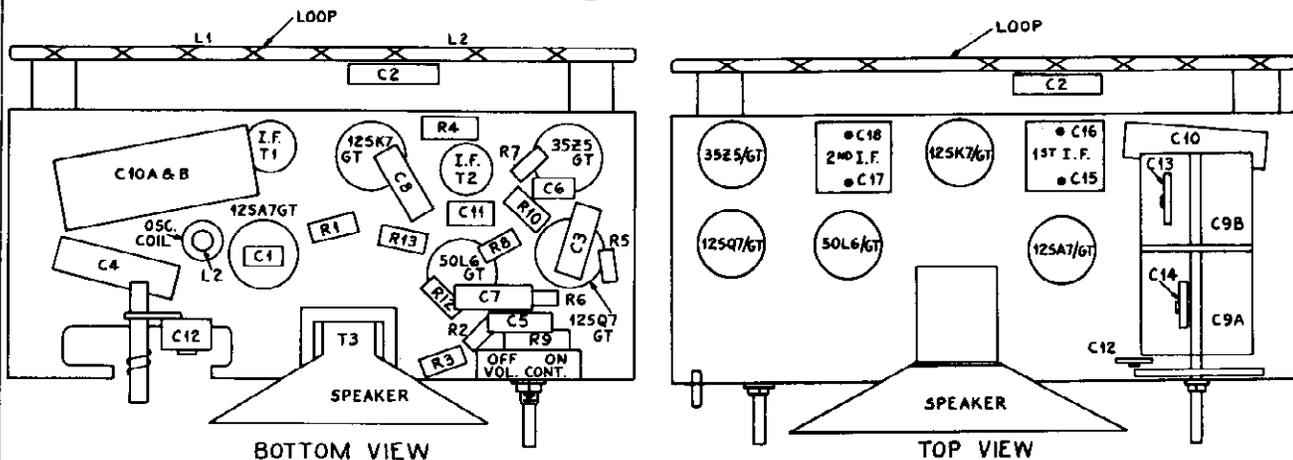 LOOP
L1
L2
C2
R4
I.F.
T1
12SK7
GT
I.F.
T2
R7
35Z5
GT
C10A & B
C8
C6
C11
R10
12SA7GT
OSC.
COIL
L2
C1
R1
R13
R8
C3
R5
C4
50L6
GT
R12
C7
R6
12SQ7
GT
C12
T3
R2
C5
R9
R3
OFF ON
VOL. CONT.
SPEAKER
BOTTOM VIEW
LOOP
C2
35Z5/GT
C18
2ND I.F.
C17
12SK7/GT
C16
1ST I.F.
C15
C10
C13
C9B
12SQ7/GT
50L6/GT
12SA7/GT
C14
C9A
C12
SPEAKER
TOP VIEW